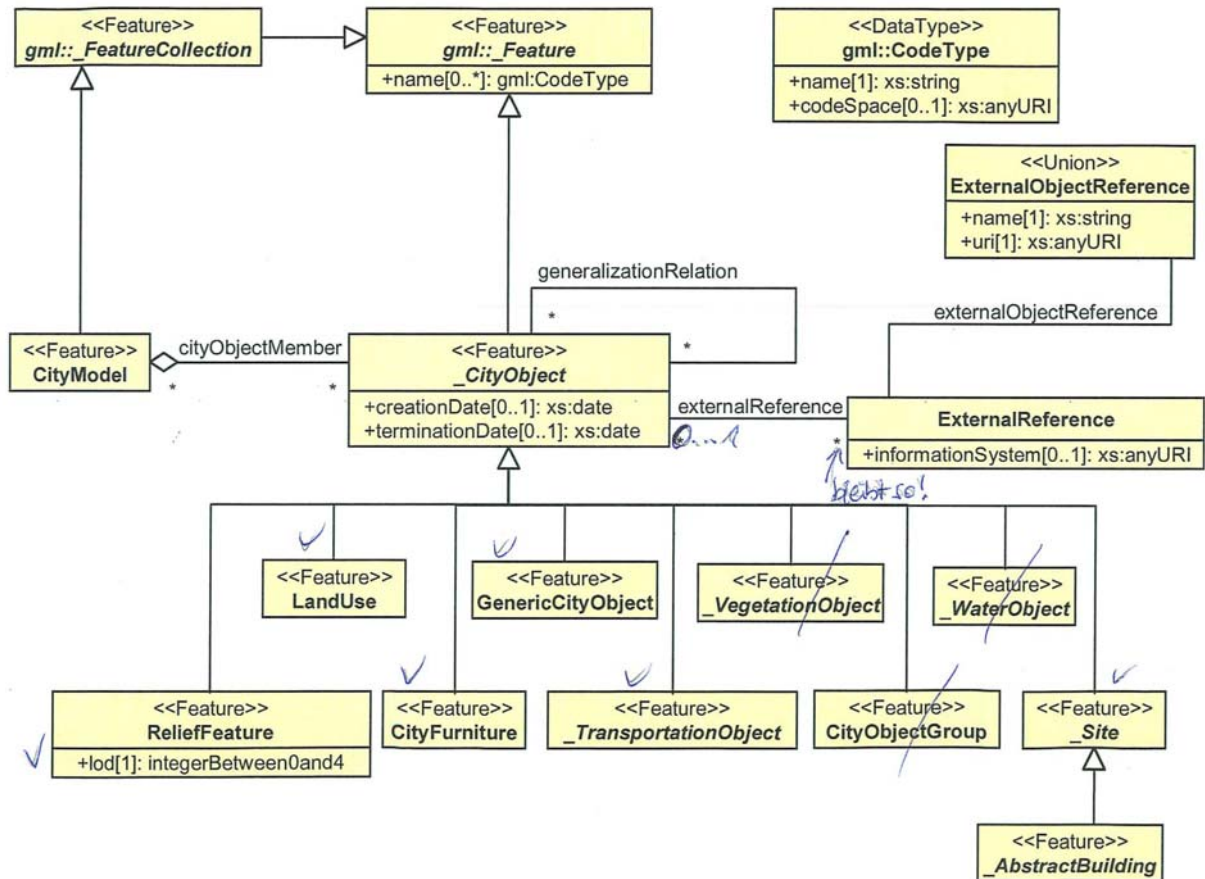 <<Feature>>
gml::_FeatureCollection
<<Feature>>
gml::_Feature
+name[0..*]: gml:CodeType
<<DataType>>
gml::CodeType
+name[1]: xs:string
+codeSpace[0..1]: xs:anyURI
<<Union>>
ExternalObjectReference
+name[1]: xs:string
+uri[1]: xs:anyURI
generalizationRelation
*
*
externalObjectReference
<<Feature>>
CityModel
cityObjectMember
*
*
<<Feature>>
_CityObject
+creationDate[0..1]: xs:date
+terminationDate[0..1]: xs:date
externalReference
0...1
*
bleibt so!
ExternalReference
+informationSystem[0..1]: xs:anyURI
<<Feature>>
LandUse
<<Feature>>
GenericCityObject
<<Feature>>
_VegetationObject
<<Feature>>
_WaterObject
<<Feature>>
ReliefFeature
+lod[1]: integerBetween0and4
<<Feature>>
CityFurniture
<<Feature>>
_TransportationObject
<<Feature>>
CityObjectGroup
<<Feature>>
_Site
<<Feature>>
_AbstractBuilding